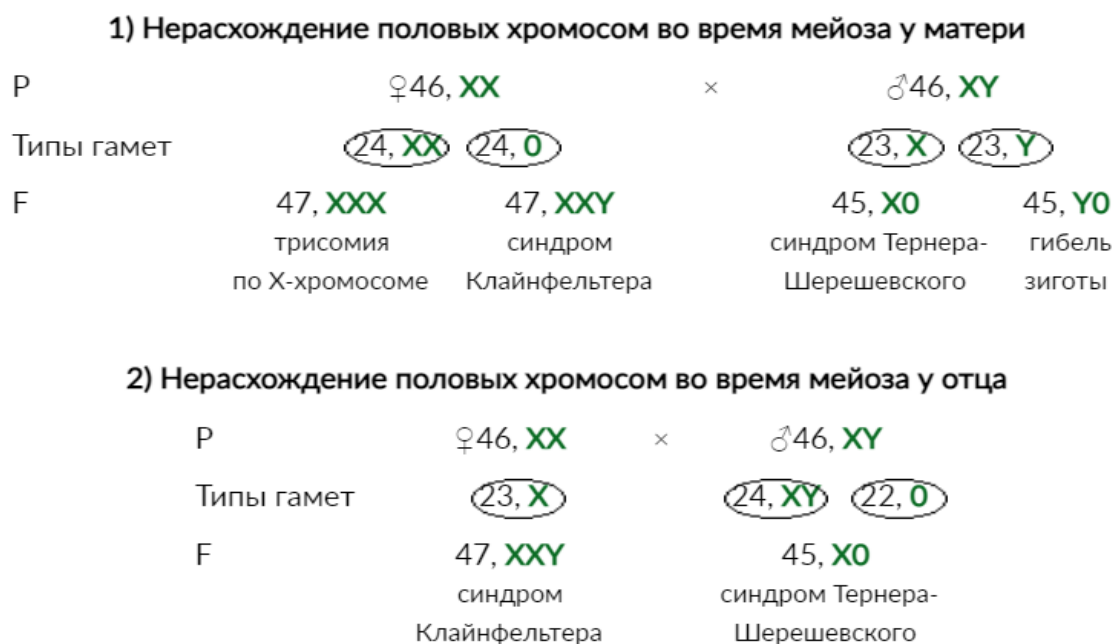 1) Нерасхождение половых хромосом во время мейоза у матери
P ♀46, XX × ♂46, XY
Типы гамет 24, XX 24, 0 23, X 23, Y
F 47, XXX 47, XXY 45, X0 45, Y0
трисомия синдром синдром Тернера- гибель
по X-хромосоме Клайнфельтера Шерешевского зиготы
2) Нерасхождение половых хромосом во время мейоза у отца
P ♀46, XX × ♂46, XY
Типы гамет 23, X 24, XY 22, 0
F 47, XXY 45, X0
синдром синдром Тернера-
Клайнфельтера Шерешевского